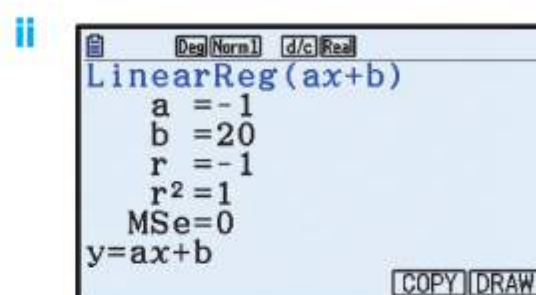 ii
Deg Norm1 d/c Real
LinearReg(ax+b)
a =-1
b =20
r =-1
r²=1
MSe=0
y=ax+b
COPY DRAW